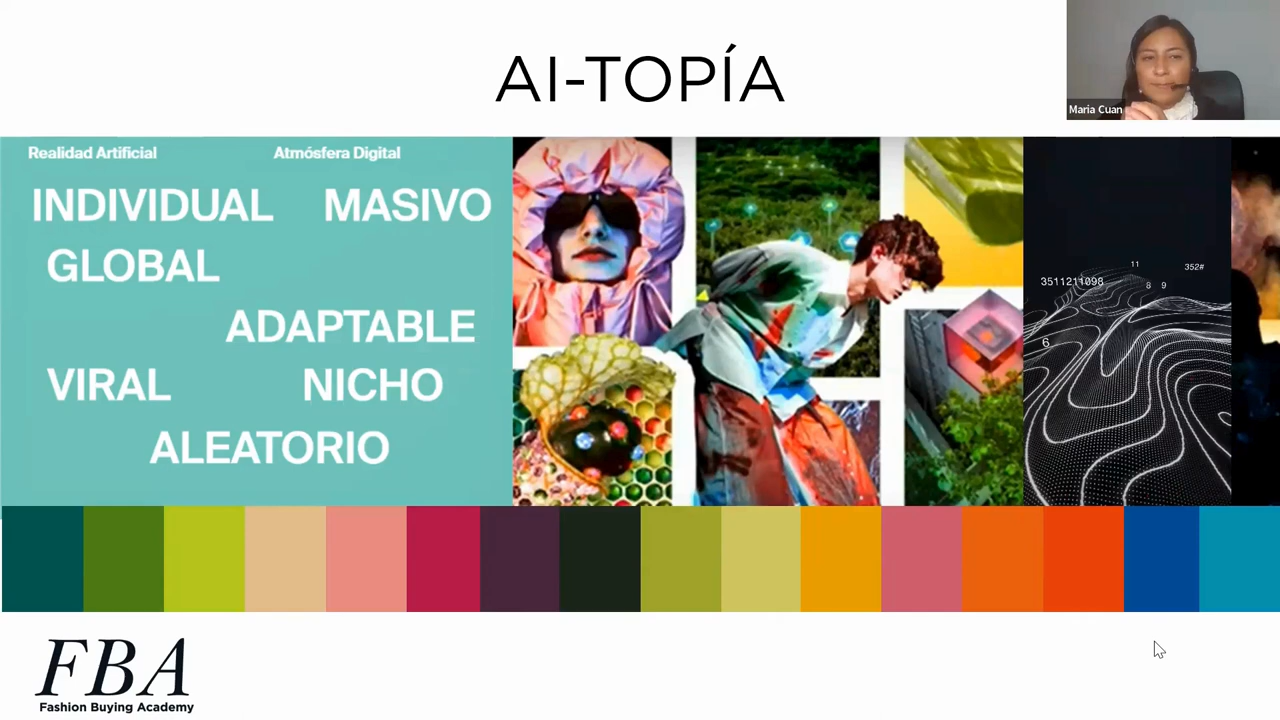 AI-TOPÍA
Maria Cuan
Realidad Artificial
Atmósfera Digital
INDIVIDUAL MASIVO
GLOBAL
ADAPTABLE
VIRAL NICHO
ALEATORIO
11
352#
3511211098
8 9
6
FBA
Fashion Buying Academy